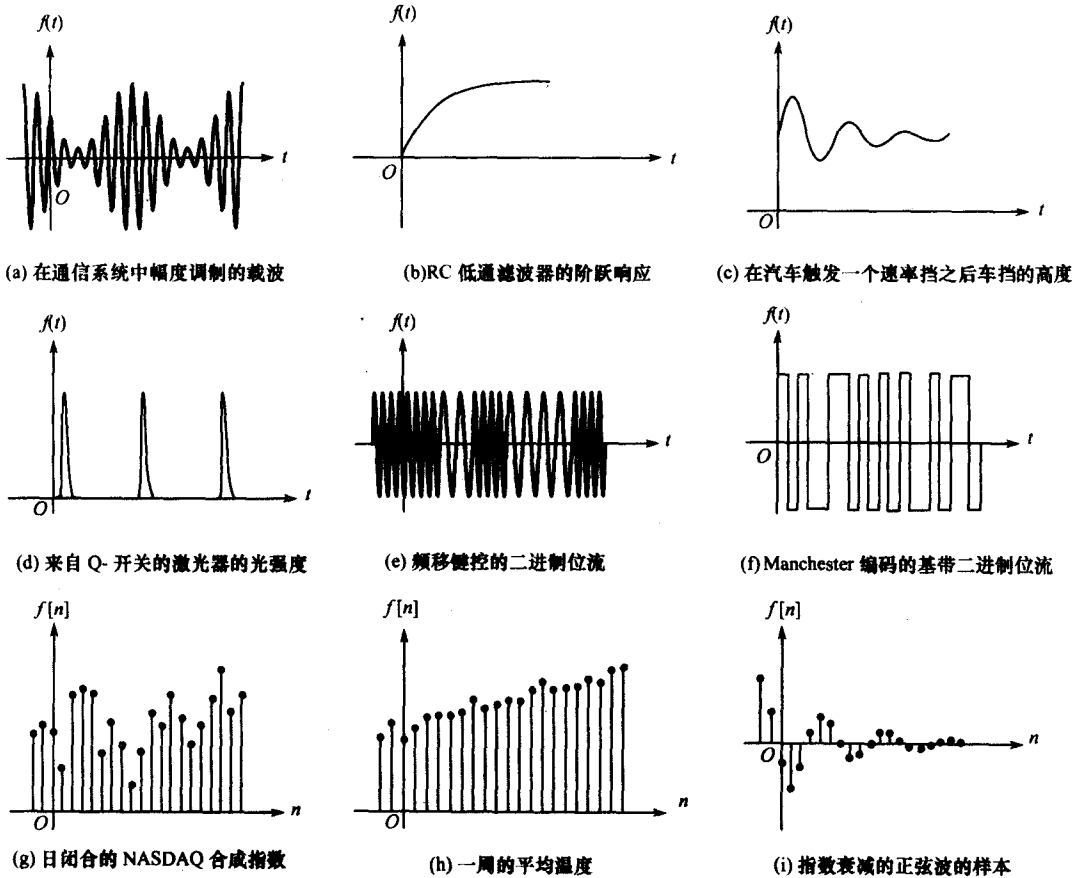 f(t)
f(t)
f(t)
t
t
t
O
O
O
(a) 在通信系统中幅度调制的载波
(b)RC 低通滤波器的阶跃响应
(c) 在汽车触发一个速率挡之后车挡的高度
f(t)
f(t)
f(t)
t
t
t
O
O
O
(d) 来自 Q- 开关的激光器的光强度
(e) 频移键控的二进制位流
(f) Manchester 编码的基带二进制位流
f[n]
f[n]
f[n]
n
n
n
O
O
O
(g) 日闭合的 NASDAQ 合成指数
(h) 一周的平均温度
(i) 指数衰减的正弦波的样本